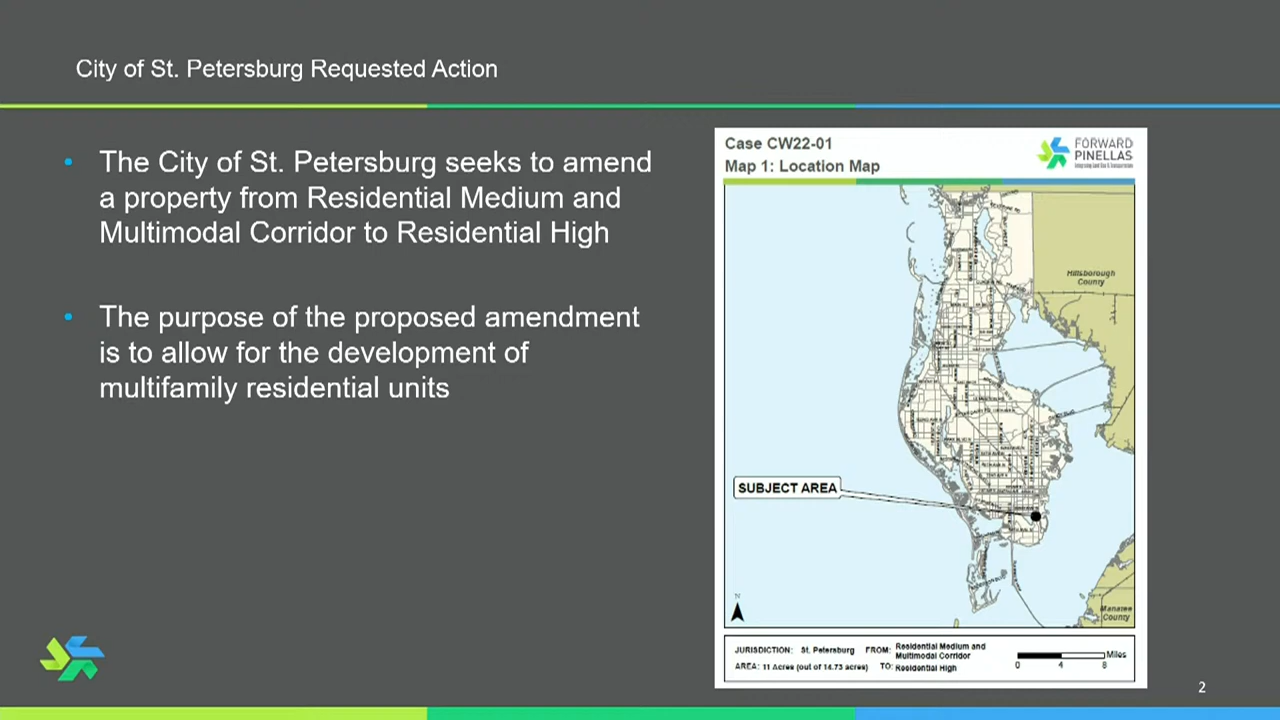 City of St. Petersburg Requested Action
• The City of St. Petersburg seeks to amend
a property from Residential Medium and
Multimodal Corridor to Residential High
• The purpose of the proposed amendment
is to allow for the development of
multifamily residential units
Case CW22-01
Map 1: Location Map
FORWARD
PINELLAS
Hillsborough
County
SUBJECT AREA
N
Manatee
County
JURISDICTION: St. Petersburg FROM: Residential Medium and
Multimodal Corridor
AREA: 11 Acres (out of 14.73 acres) TO: Residential High
Miles
0 4 8
2